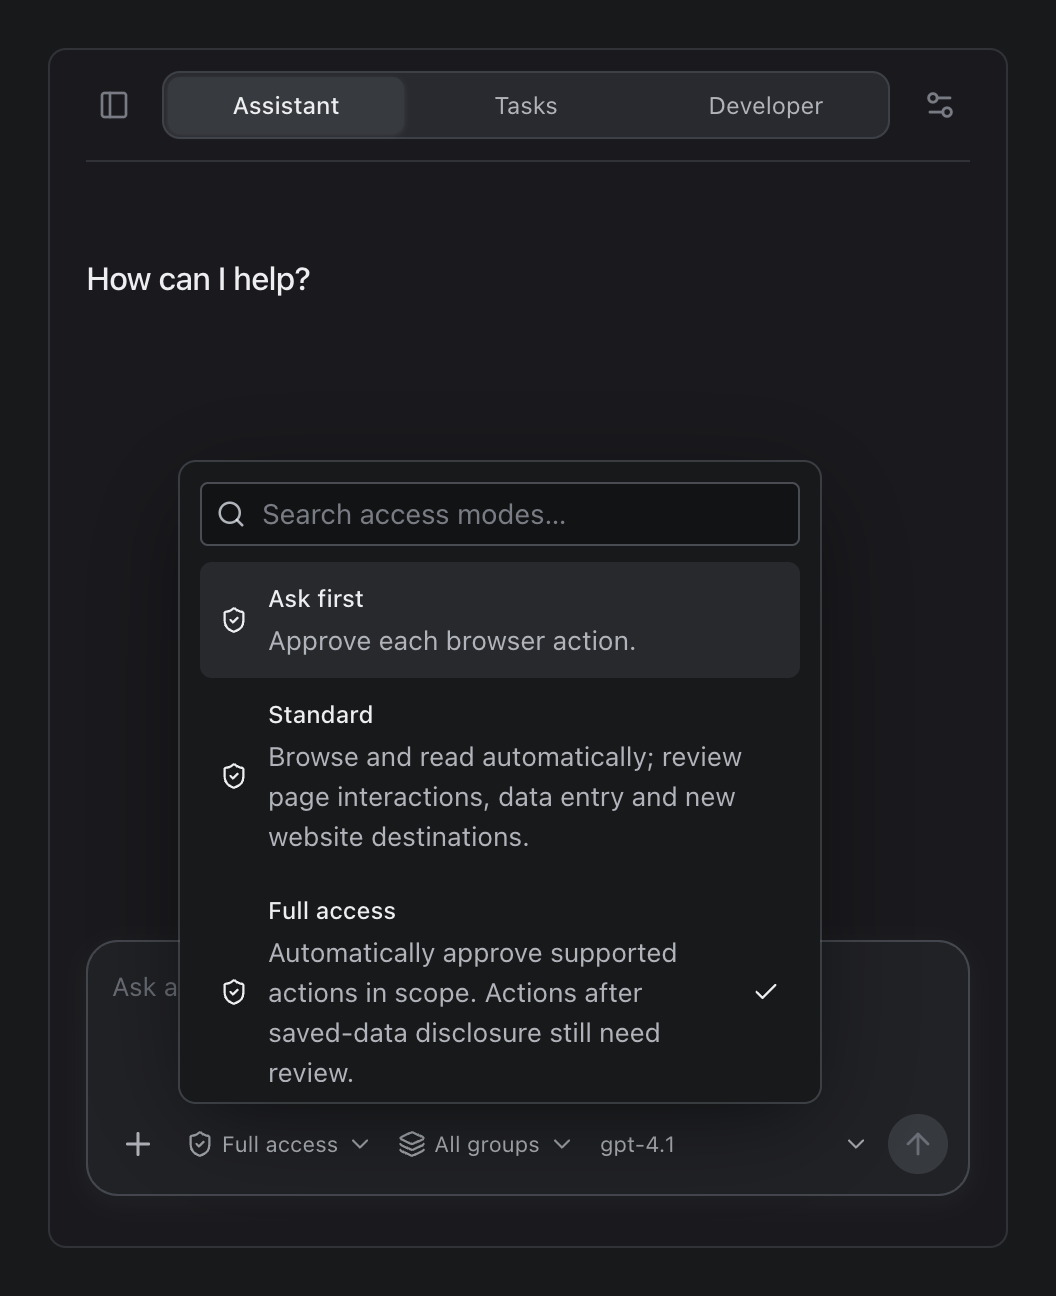 Assistant
Tasks
Developer
How can I help?
Search access modes...
Ask first
Approve each browser action.
Standard
Browse and read automatically; review
page interactions, data entry and new
website destinations.
Full access
Automatically approve supported
actions in scope. Actions after
saved-data disclosure still need
review.
Ask a
Full access
All groups
gpt-4.1